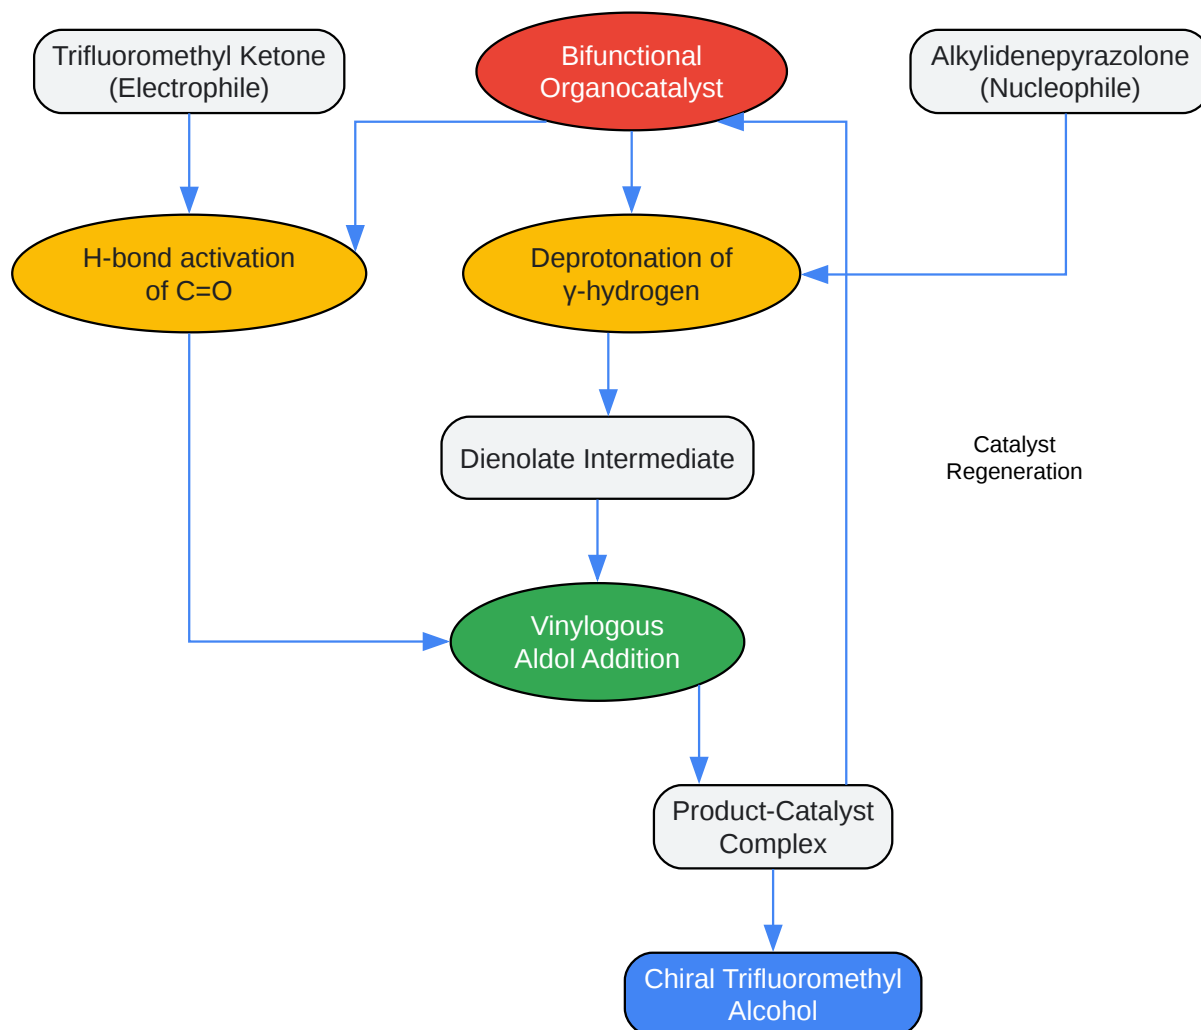 Trifluoromethyl Ketone
(Electrophile)
Bifunctional
Organocatalyst
Alkylidenepyrazolone
(Nucleophile)
H-bond activation
of C=O
Deprotonation of
γ-hydrogen
Dienolate Intermediate
Catalyst
Regeneration
Vinylogous
Aldol Addition
Product-Catalyst
Complex
Chiral Trifluoromethyl
Alcohol